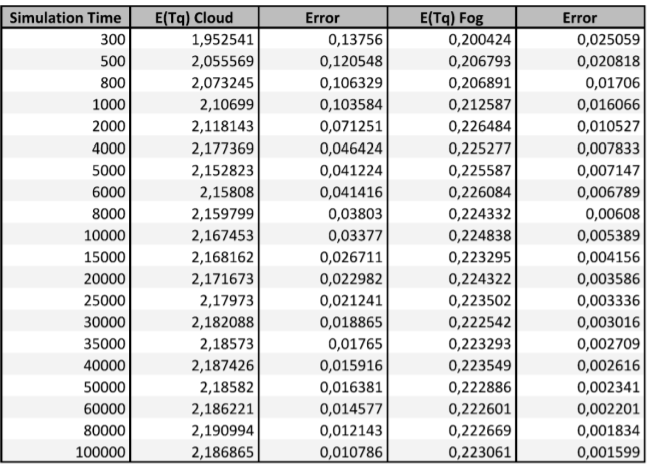 Simulation Time E(Tq) Cloud Error E(Tq) Fog Error
300 1,952541 0,13756 0,200424 0,025059
500 2,055569 0,120548 0,206793 0,020818
800 2,073245 0,106329 0,206891 0,01706
1000 2,10699 0,103584 0,212587 0,016066
2000 2,118143 0,071251 0,226484 0,010527
4000 2,177369 0,046424 0,225277 0,007833
5000 2,152823 0,041224 0,225587 0,007147
6000 2,15808 0,041416 0,226084 0,006789
8000 2,159799 0,03803 0,224332 0,00608
10000 2,167453 0,03377 0,224838 0,005389
15000 2,168162 0,026711 0,223295 0,004156
20000 2,171673 0,022982 0,224322 0,003586
25000 2,17973 0,021241 0,223502 0,003336
30000 2,182088 0,018865 0,222542 0,003016
35000 2,18573 0,01765 0,223293 0,002709
40000 2,187426 0,015916 0,223549 0,002616
50000 2,18582 0,016381 0,222886 0,002341
60000 2,186221 0,014577 0,222601 0,002201
80000 2,190994 0,012143 0,222669 0,001834
100000 2,186865 0,010786 0,223061 0,001599